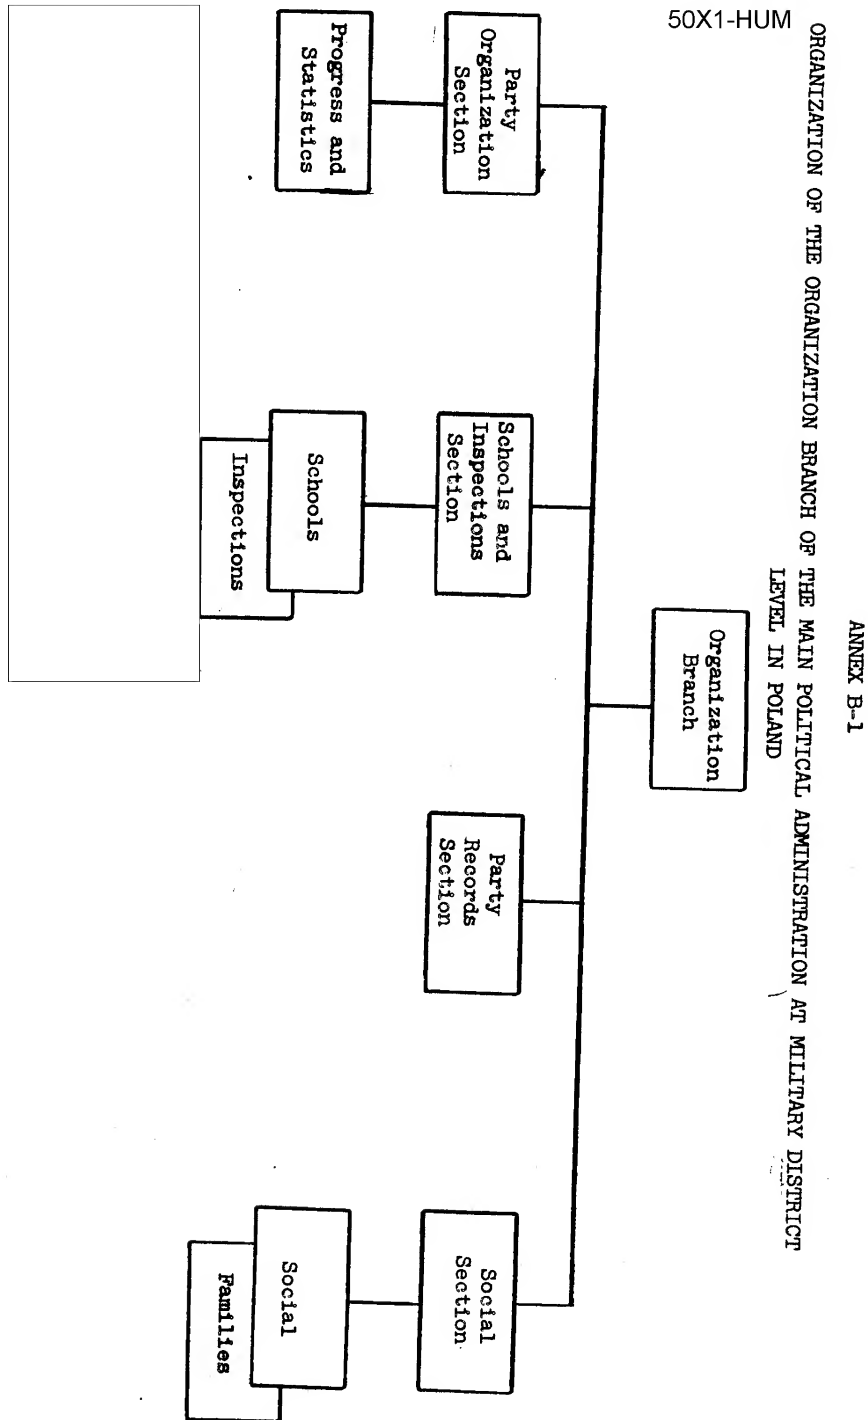 50X1-HUM
ANNEX B-1
ORGANIZATION OF THE ORGANIZATION BRANCH OF THE MAIN POLITICAL ADMINISTRATION AT MILITARY DISTRICT
LEVEL IN POLAND
Organization
Branch
Party
Organization
Section
Schools and
Inspections
Section
Party
Records
Section
Social
Section
Progress and
Statistics
Schools
Inspections
Social
Families